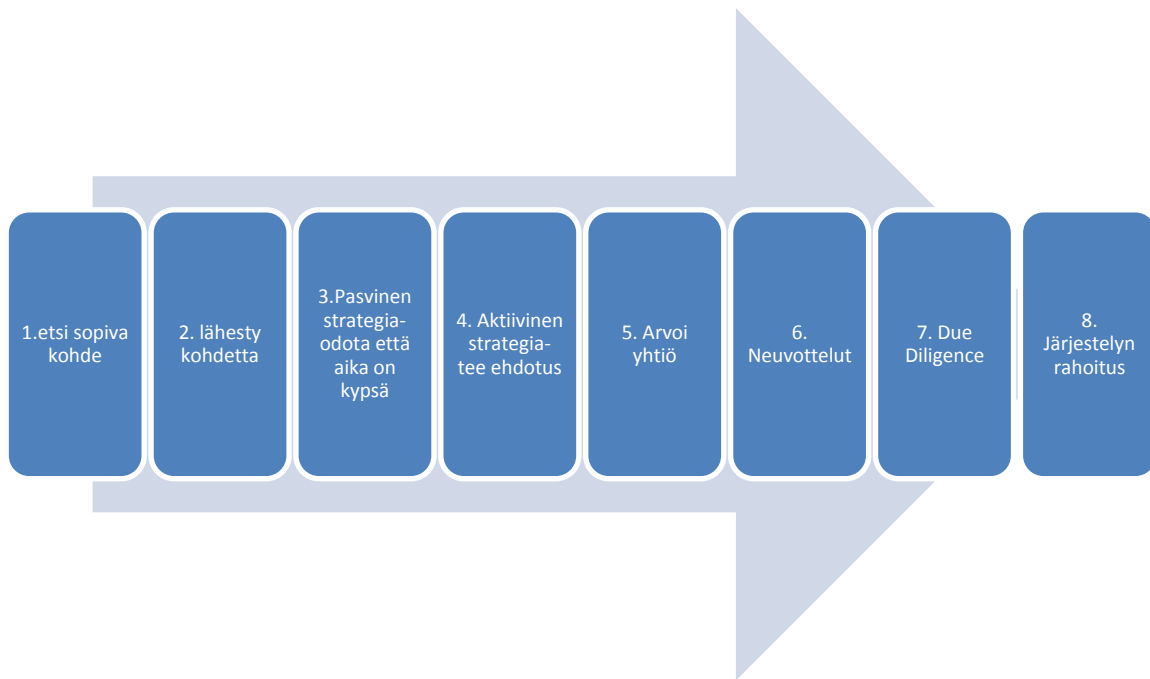 1.etsi sopiva
kohde
2. lähesty
kohdetta
3.Pasvinen
strategia-
odota että
aika on
kypsä
4. Aktiivinen
strategia-
tee ehdotus
5. Arvoi
yhtiö
6.
Neuvottelut
7. Due
Diligence
8.
Järjestelyn
rahoitus